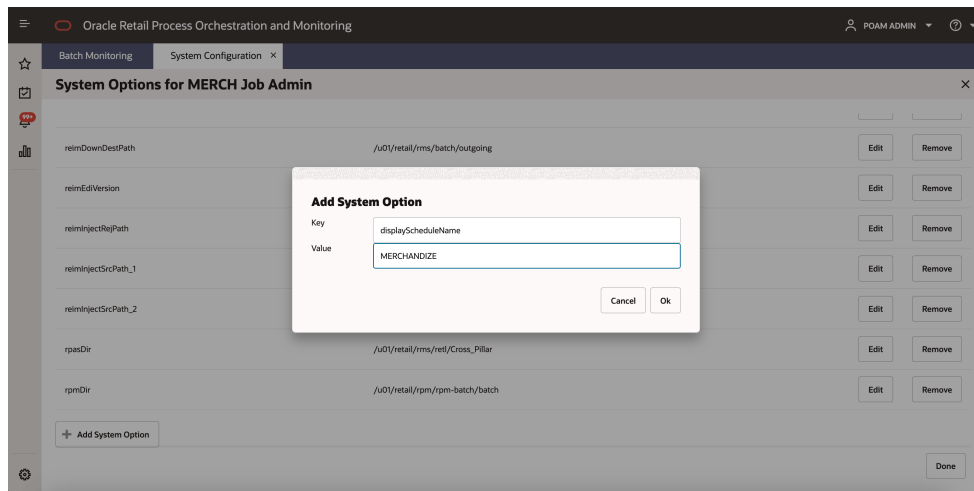 Oracle Retail Process Orchestration and Monitoring
POAM ADMIN
Batch Monitoring
System Configuration ×
System Options for MERCH Job Admin
99+
reimDownDestPath /u01/retail/rms/batch/outgoing Edit Remove
reimEdiVersion Edit Remove
Add System Option
Key displayScheduleName
reimInjectRejPath Edit Remove
Value MERCHANDIZE
reimInjectSrcPath_1 Edit Remove
Cancel Ok
reimInjectSrcPath_2 Edit Remove
rpasDir /u01/retail/rms/retl/Cross_Pillar Edit Remove
rpmDir /u01/retail/rpm/rpm-batch/batch Edit Remove
+ Add System Option
Done